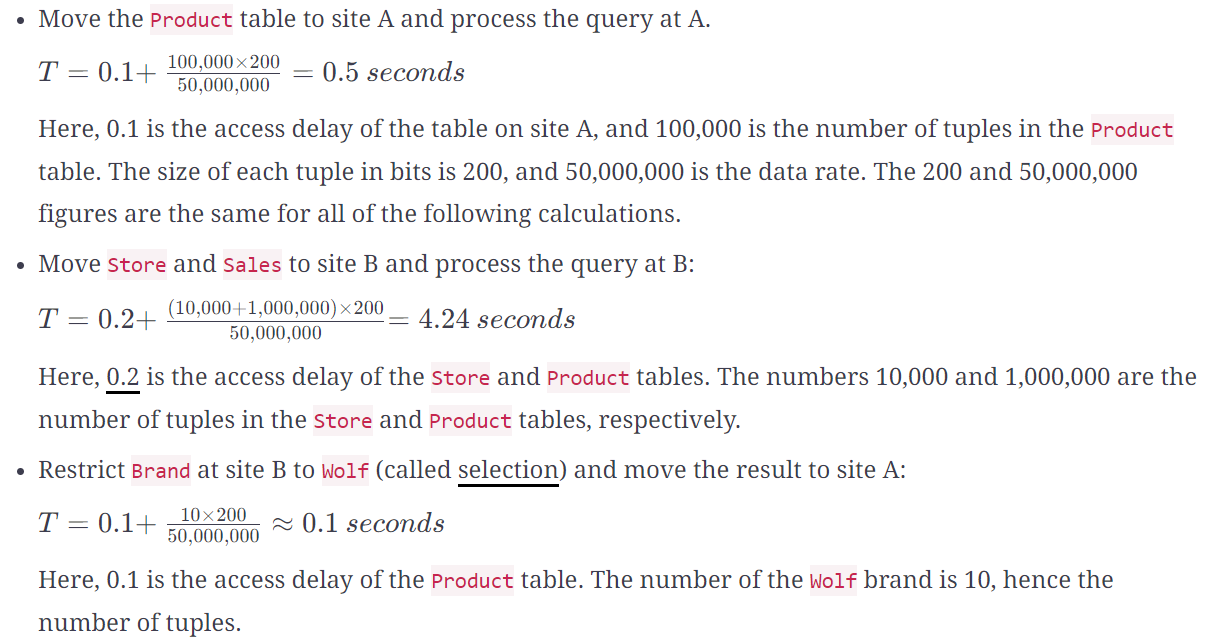 • Move the Product table to site A and process the query at A.
T = 0.1+ 100,000×200 / 50,000,000 = 0.5 seconds
Here, 0.1 is the access delay of the table on site A, and 100,000 is the number of tuples in the Product
table. The size of each tuple in bits is 200, and 50,000,000 is the data rate. The 200 and 50,000,000
figures are the same for all of the following calculations.
• Move Store and Sales to site B and process the query at B:
T = 0.2+ (10,000+1,000,000)×200 / 50,000,000 = 4.24 seconds
Here, 0.2 is the access delay of the Store and Product tables. The numbers 10,000 and 1,000,000 are the
number of tuples in the Store and Product tables, respectively.
• Restrict Brand at site B to Wolf (called selection) and move the result to site A:
T = 0.1+ 10×200 / 50,000,000 ≈ 0.1 seconds
Here, 0.1 is the access delay of the Product table. The number of the Wolf brand is 10, hence the
number of tuples.